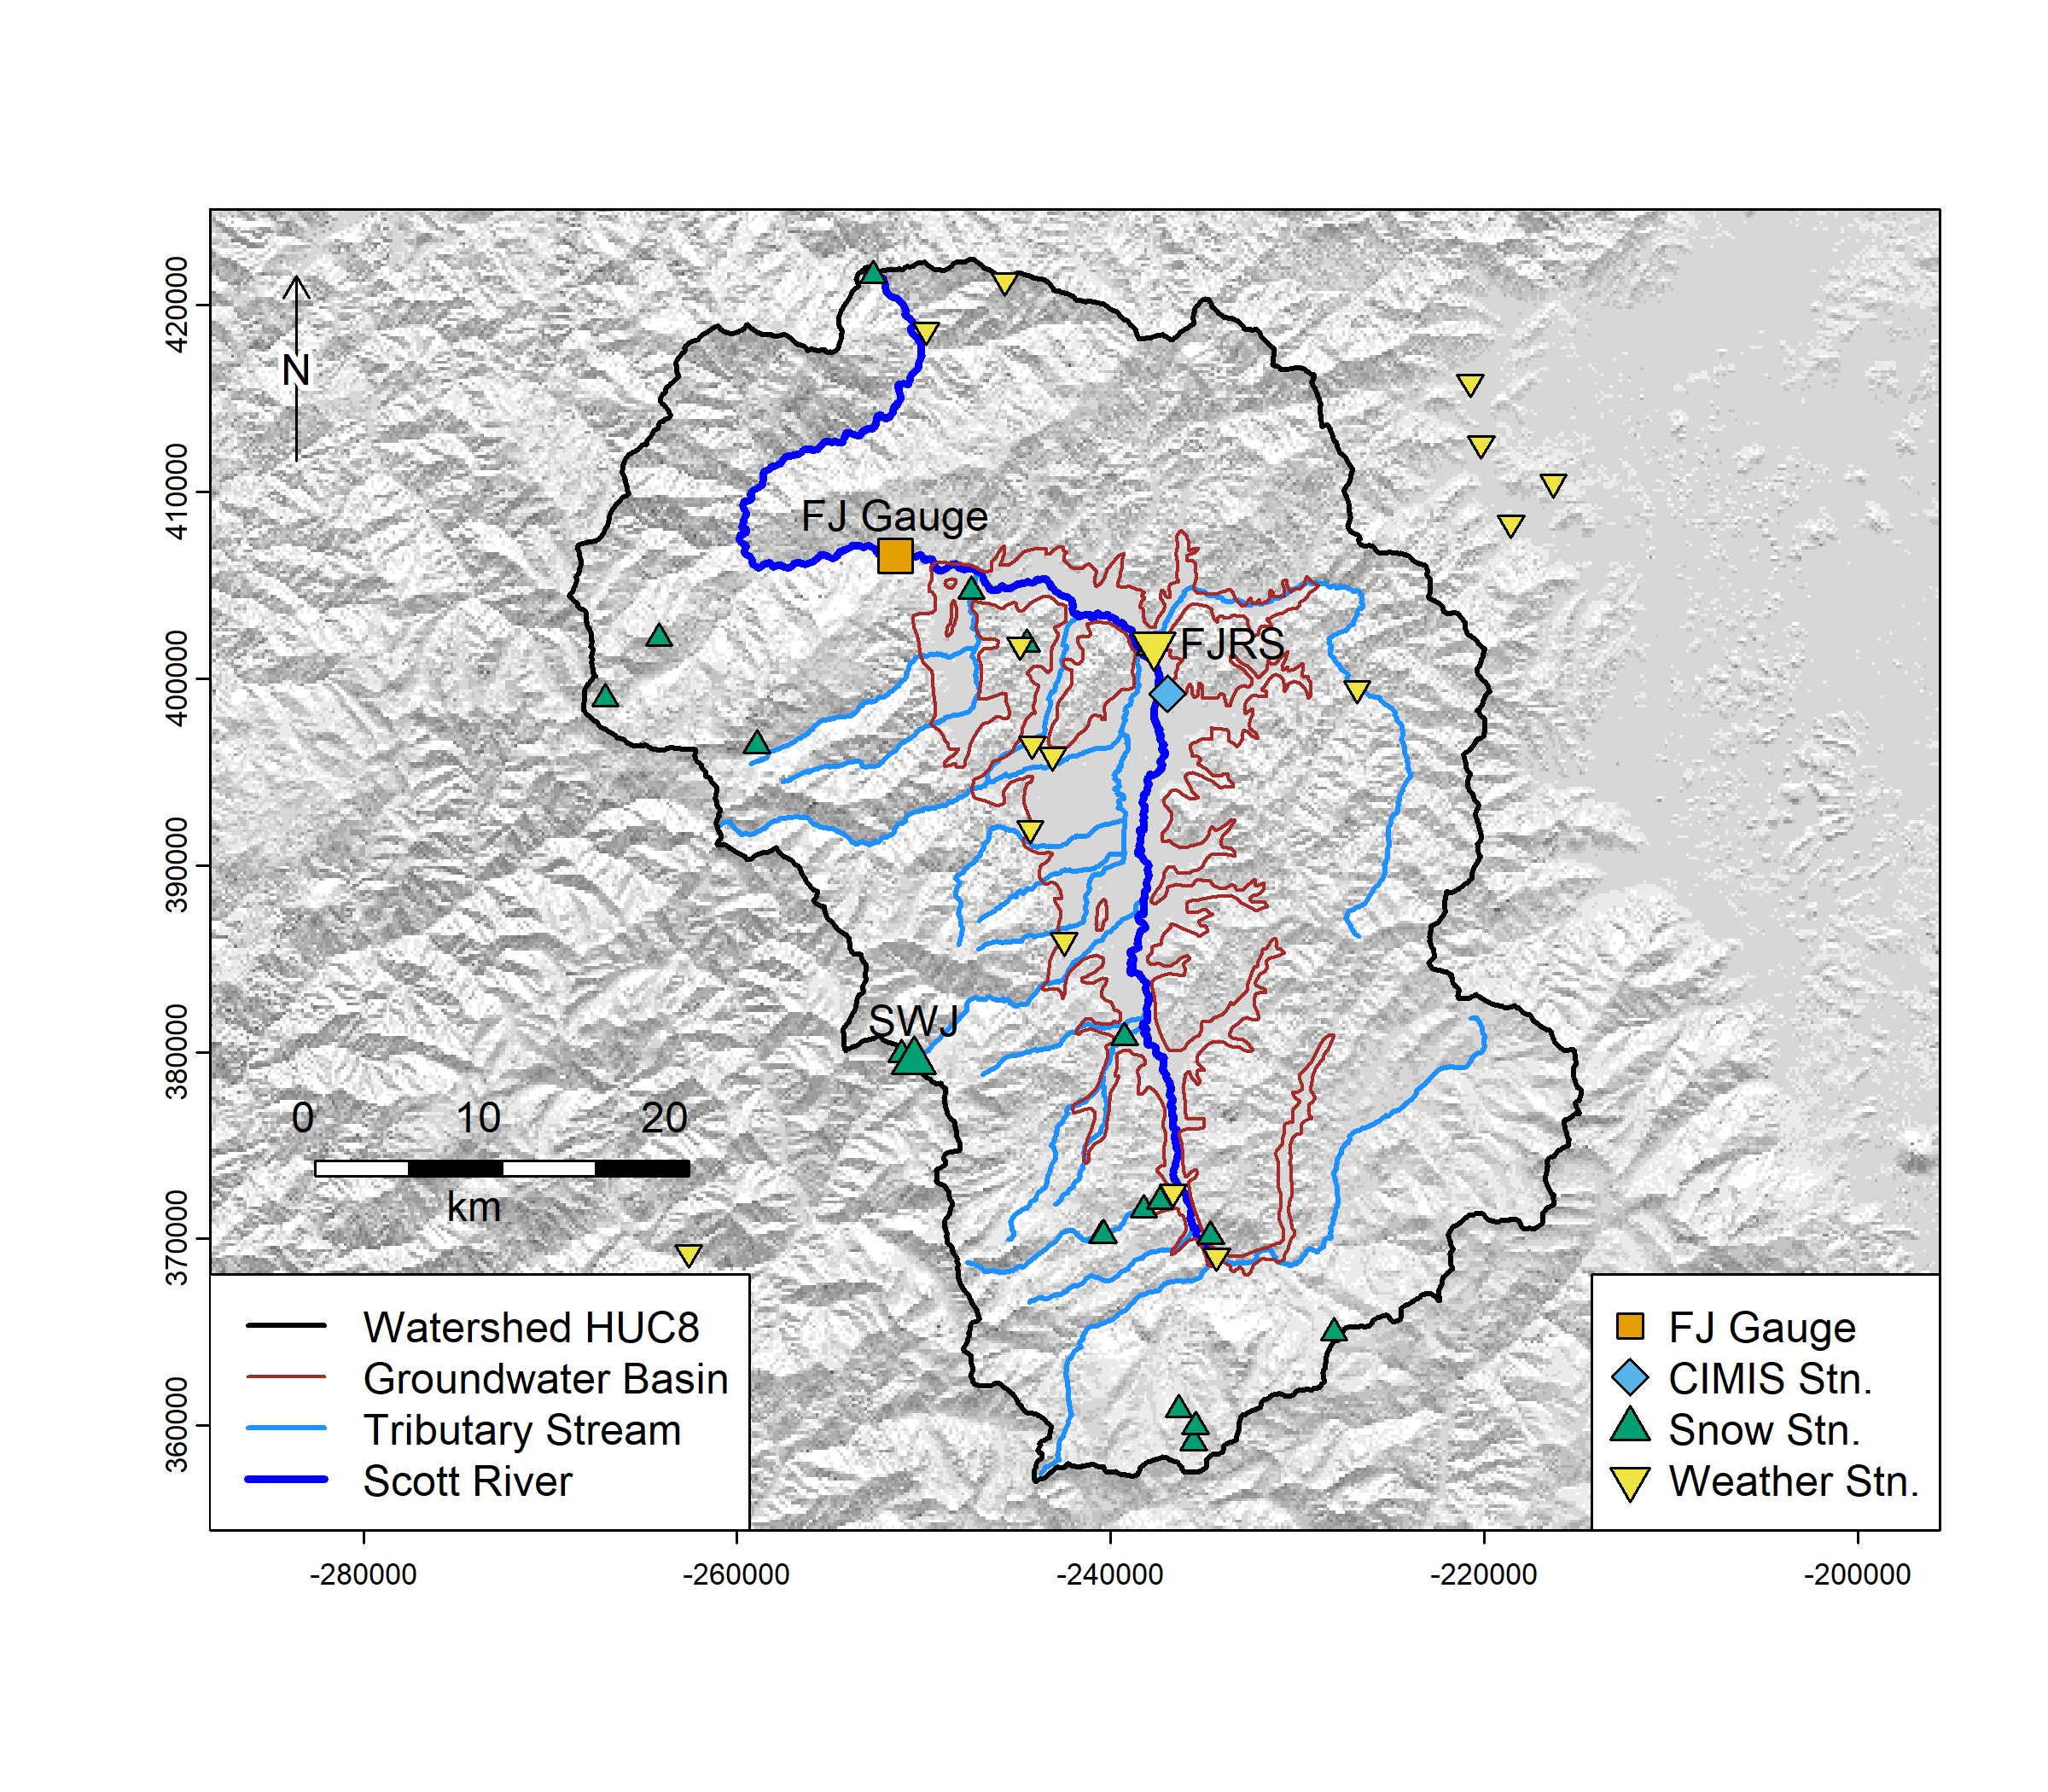 420000
410000
400000
390000
380000
370000
360000
N
FJ Gauge
FJRS
SWJ
0 10 20
km
Watershed HUC8
Groundwater Basin
Tributary Stream
Scott River
FJ Gauge
CIMIS Stn.
Snow Stn.
Weather Stn.
-280000 -260000 -240000 -220000 -200000